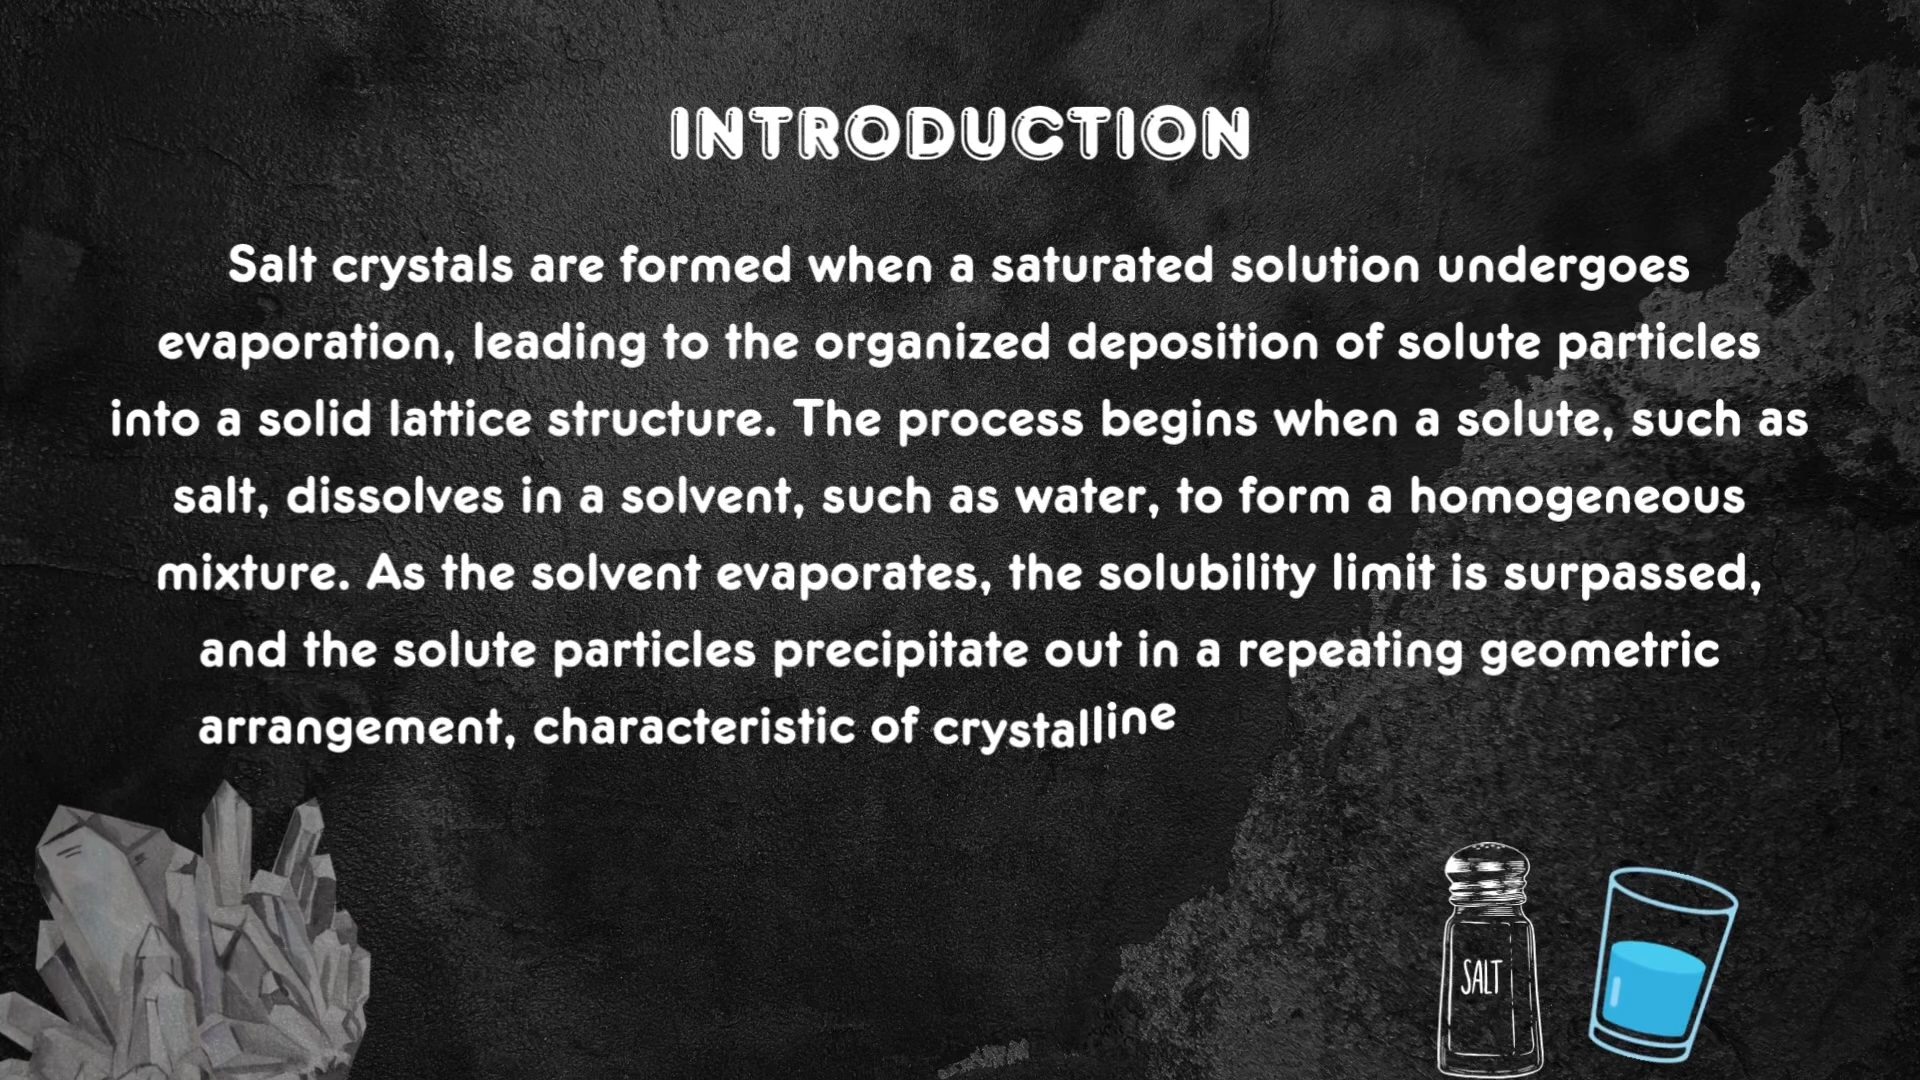 INTRODUCTION
Salt crystals are formed when a saturated solution undergoes
evaporation, leading to the organized deposition of solute particles
into a solid lattice structure. The process begins when a solute, such as
salt, dissolves in a solvent, such as water, to form a homogeneous
mixture. As the solvent evaporates, the solubility limit is surpassed,
and the solute particles precipitate out in a repeating geometric
arrangement, characteristic of crystalline
SALT